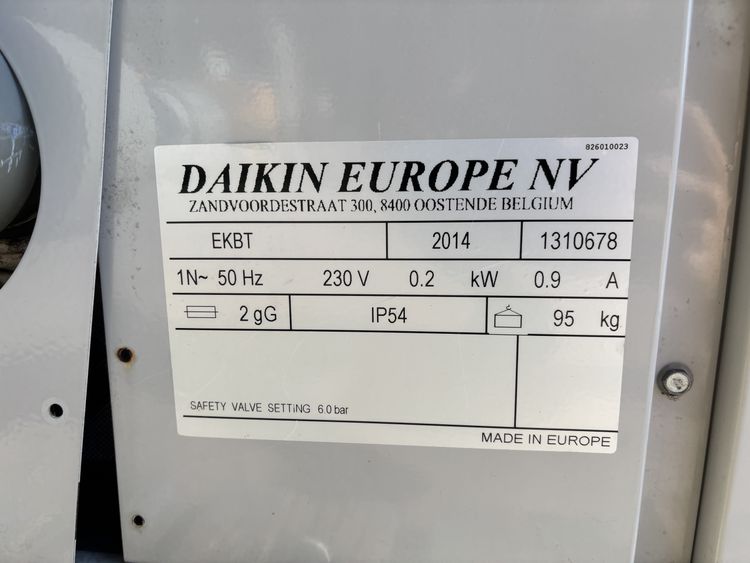 826010023
DAIKIN EUROPE NV
ZANDVOORDESTRAAT 300, 8400 OOSTENDE BELGIUM
EKBT 2014 1310678
1N~ 50 Hz 230 V 0.2 kW 0.9 A
2 gG IP54 95 kg
SAFETY VALVE SETTING 6.0 bar
MADE IN EUROPE